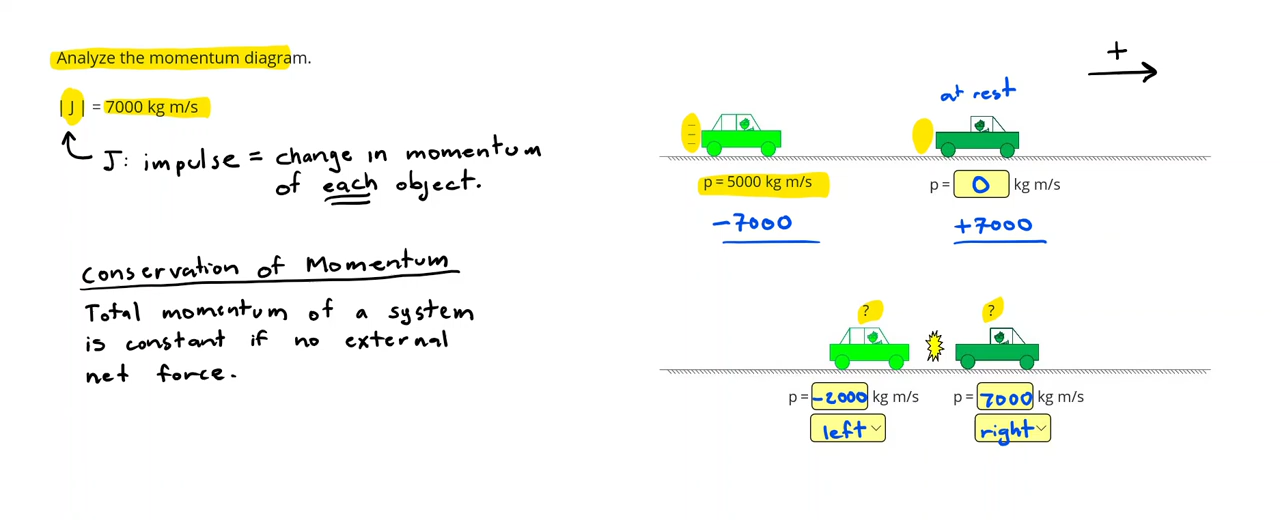 Analyze the momentum diagram.
|J| = 7000 kg m/s
J: impulse = change in momentum
of each object.
Conservation of Momentum
Total momentum of a system
is constant if no external
net force.
+
at rest
p = 5000 kg m/s
p = 0 kg m/s
-7000
+7000
?
?
p = -2000 kg m/s
p = 7000 kg m/s
left
right